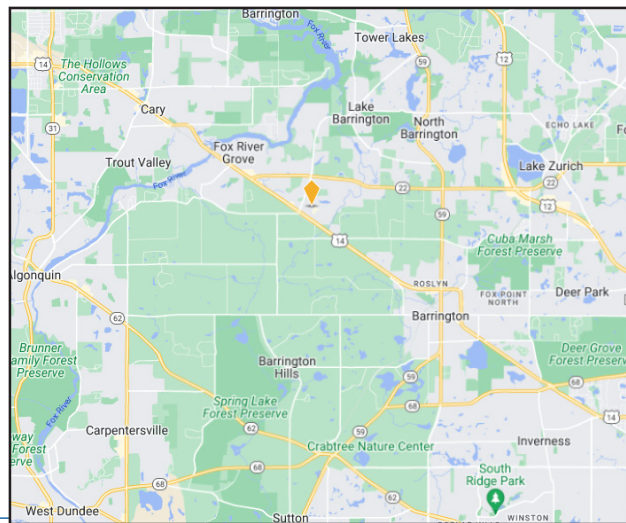 Barrington
Tower Lakes
14
59
12
The Hollows
Conservation
Area
Fox River
Cary
Lake
Barrington
31
North
Barrington
ECHO LAKE
Fox River
Grove
Trout Valley
Lake Zurich
Fox River
22
22
12
59
14
Cuba Marsh
Forest Preserve
Algonquin
ROSLYN
FOX POINT
NORTH
Deer Park
62
Barrington
Brunner
Family Forest
Preserve
Barrington
Hills
Deer Grove
Forest Preserve
59
68
Spring Lake
Forest Preserve
68
14
Fox River
62
59
Carpentersville
Crabtree Nature Center
Inverness
68
South
Ridge Park
68
West Dundee
Sutton
WINSTON